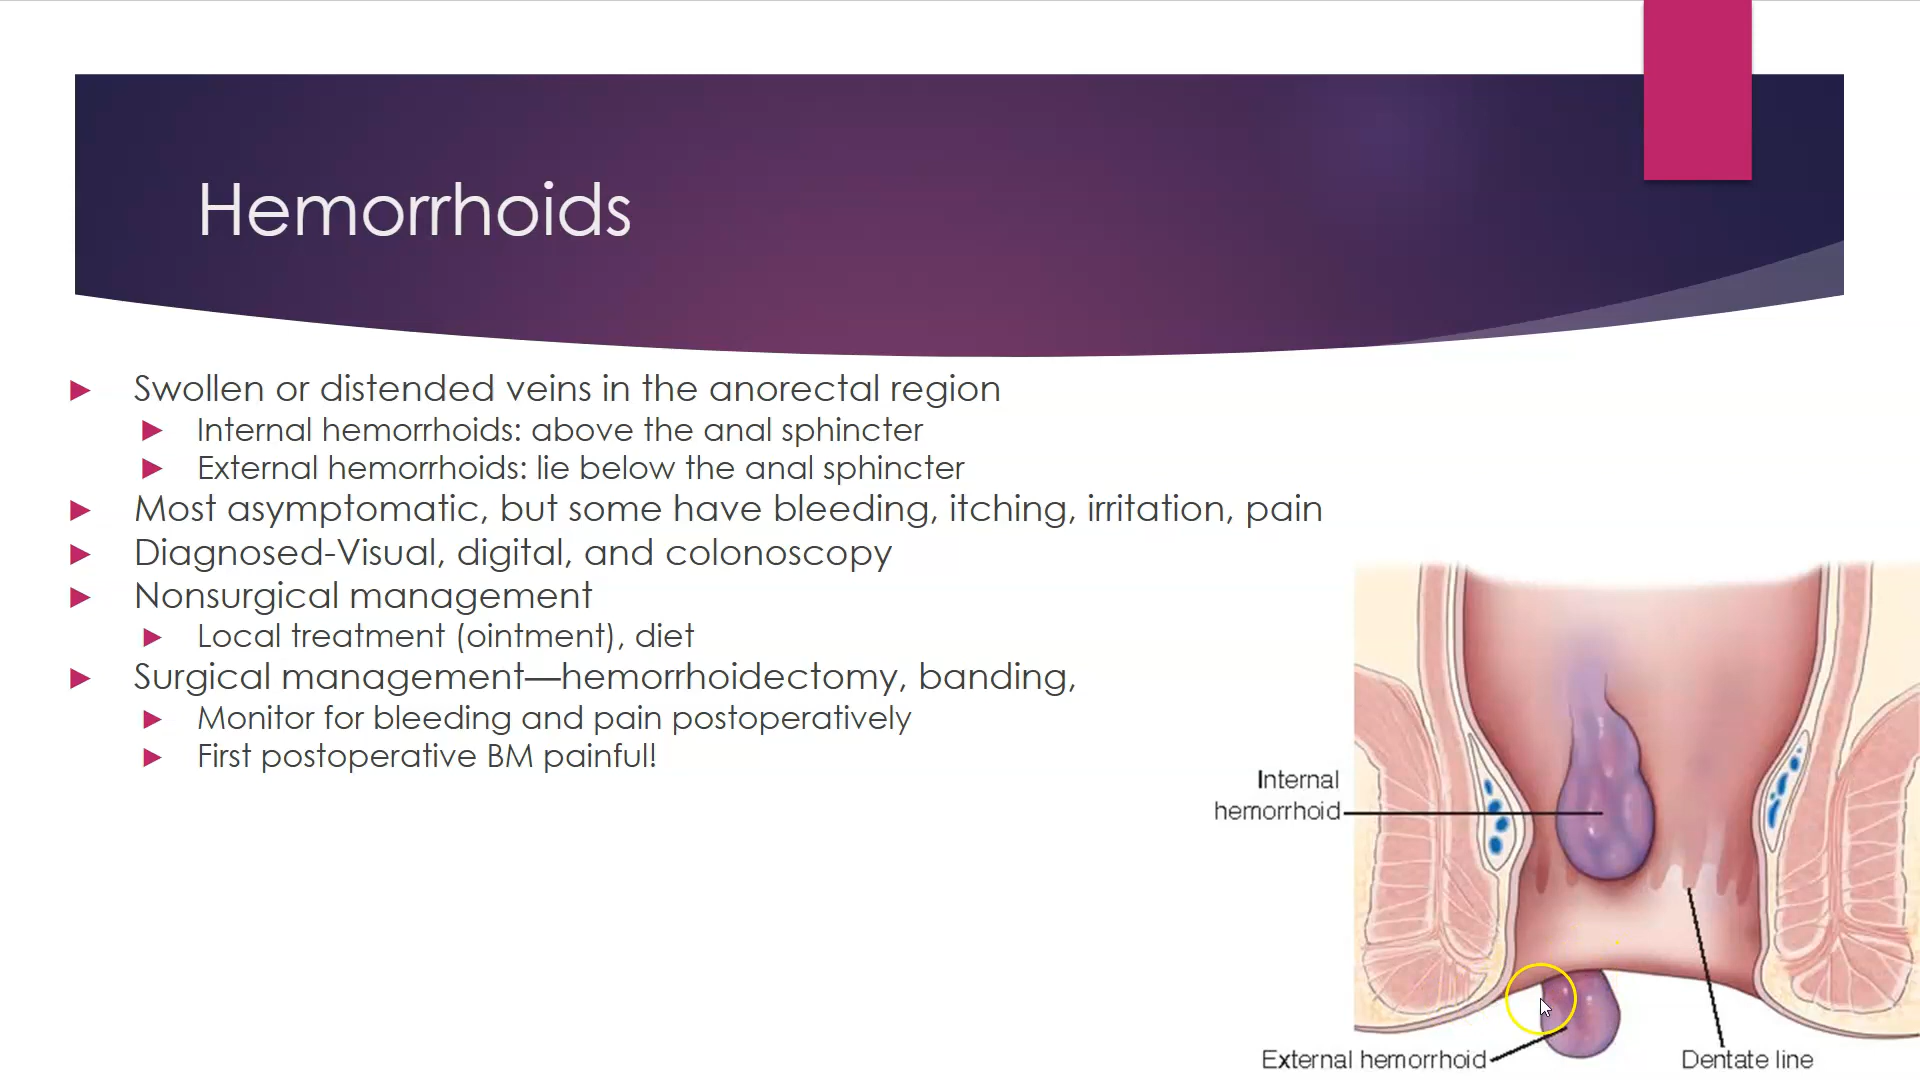 Hemorrhoids
Swollen or distended veins in the anorectal region
Internal hemorrhoids: above the anal sphincter
External hemorrhoids: lie below the anal sphincter
Most asymptomatic, but some have bleeding, itching, irritation, pain
Diagnosed-Visual, digital, and colonoscopy
Nonsurgical management
Local treatment (ointment), diet
Surgical management—hemorrhoidectomy, banding,
Monitor for bleeding and pain postoperatively
First postoperative BM painful!
Internal
hemorrhoid
External hemorrhoid
Dentate line